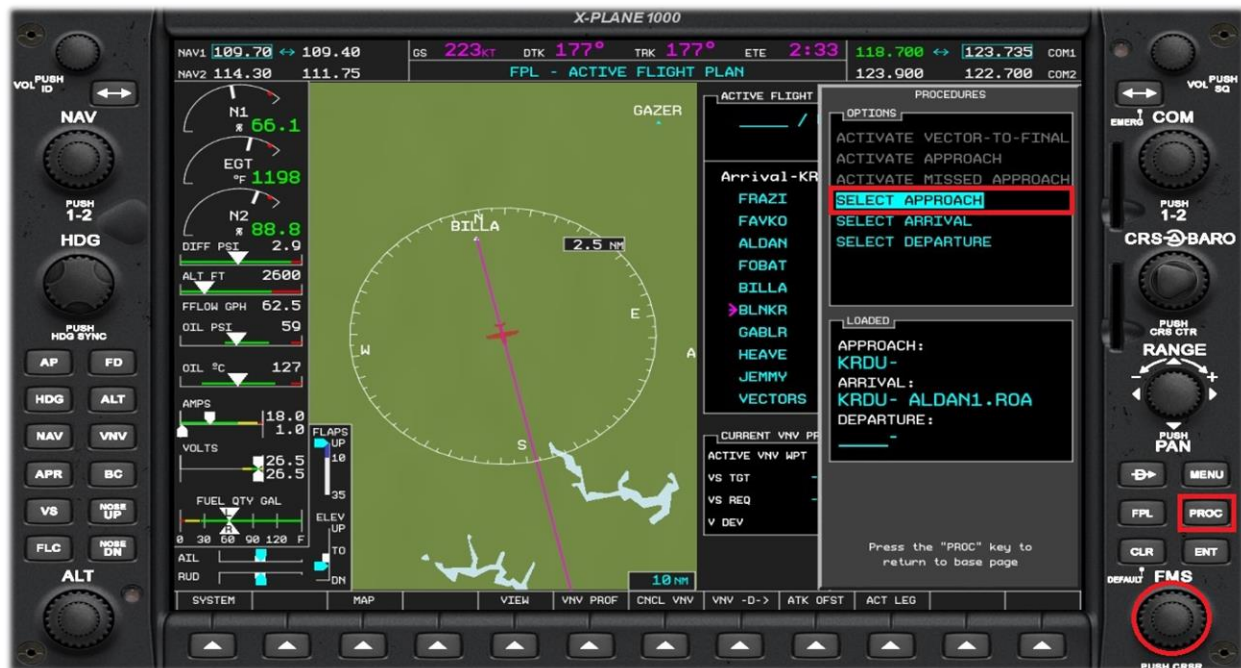 X-PLANE 1000
NAV1 109.70 ↔ 109.40
NAV2 114.30 111.75
GS 223KT DTK 177° TRK 177° ETE 2:33
FPL - ACTIVE FLIGHT PLAN
118.700 ↔ 123.735 COM1
123.900 122.700 COM2
VOL PUSH ID
NAV
PUSH
1-2
HDG
PUSH
HDG SYNC
AP FD
HDG ALT
NAV VNV
APR BC
VS NOSE UP
FLC NOSE DN
ALT
N1
% 66.1
EGT
°F 1198
N2
% 88.8
DIFF PSI 2.9
ALT FT 2600
FFLOW GPH 62.5
OIL PSI 59
OIL ºC 127
AMPS
18.0
1.0
VOLTS
26.5
26.5
FUEL QTY GAL
L
R
0 30 60 90 120 F
AIL
RUD
FLAPS
UP
10
35
ELEV
UP
TO
DN
GAZER
BILLA
N
2.5 NM
E
W
S
A
10 NM
ACTIVE FLIGHT
_____ /
Arrival-KR
FRAZI
FAVKO
ALDAN
FOBAT
BILLA
BLNKR
GABLR
HEAVE
JEMMY
VECTORS
CURRENT VNV PR
ACTIVE VNV WPT
VS TGT
VS REQ
V DEV
PROCEDURES
OPTIONS
ACTIVATE VECTOR-TO-FINAL
ACTIVATE APPROACH
ACTIVATE MISSED APPROACH
SELECT APPROACH
SELECT ARRIVAL
SELECT DEPARTURE
LOADED
APPROACH:
KRDU-
ARRIVAL:
KRDU- ALDAN1.ROA
DEPARTURE:
_____-
Press the "PROC" key to
return to base page
SYSTEM MAP VIEW VNV PROF CNCL VNV VNV -D-> ATK OFST ACT LEG
VOL PUSH SQ
EMERG COM
PUSH
1-2
CRS BARO
PUSH
CRS CTR
RANGE
- +
PUSH
PAN
D MENU
FPL PROC
CLR ENT
DEFAULT FMS
PUSH CRSR